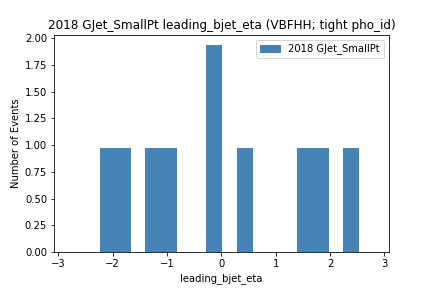 2018 GJet_SmallPt leading_bjet_eta (VBFHH; tight pho_id)
2018 GJet_SmallPt
Number of Events
2.00
1.75
1.50
1.25
1.00
0.75
0.50
0.25
0.00
−3 −2 −1 0 1 2 3
leading_bjet_eta